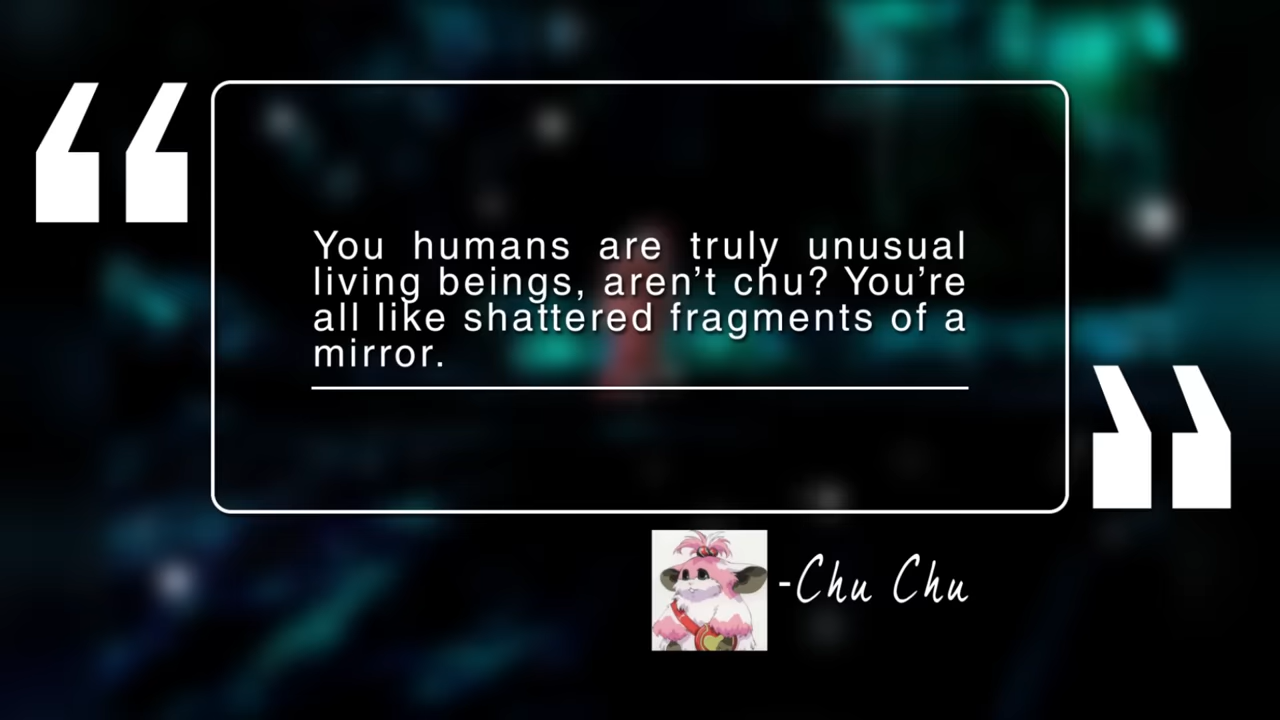 “
You humans are truly unusual
living beings, aren’t chu? You’re
all like shattered fragments of a
mirror.
”
-Chu Chu